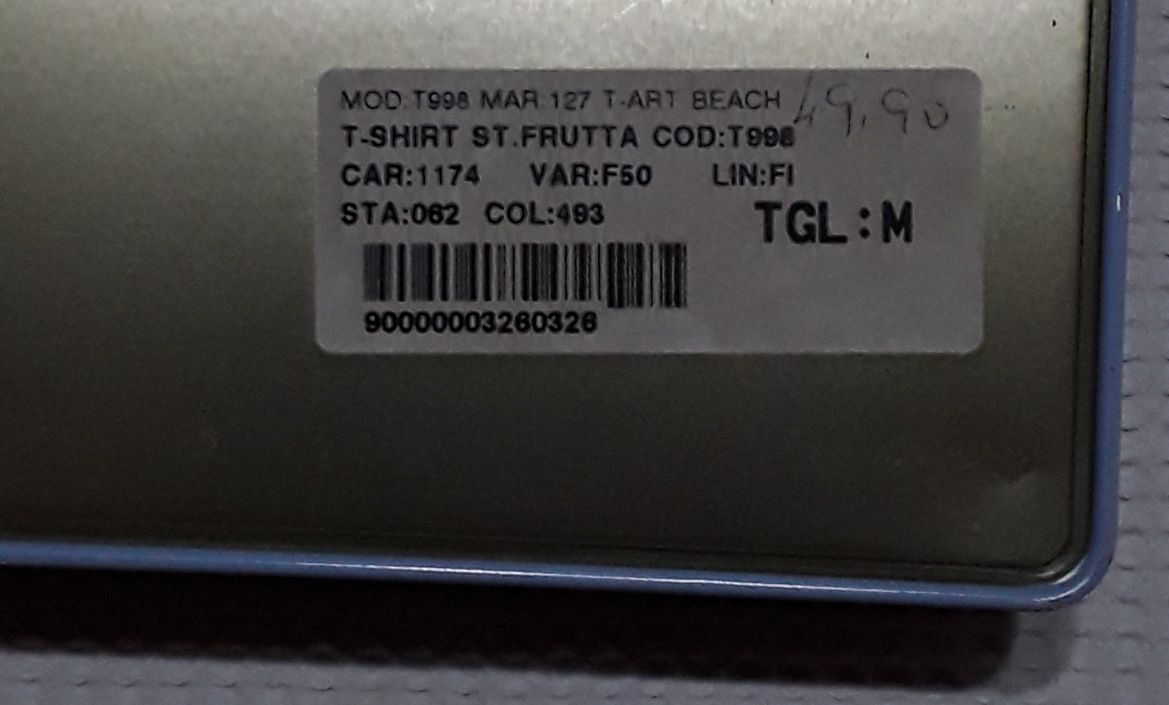 MOD:T998 MAR:127 T-ART BEACH 49,90
T-SHIRT ST.FRUTTA COD:T998
CAR:1174 VAR:F50 LIN:FI
STA:062 COL:493 TGL:M
90000003260326